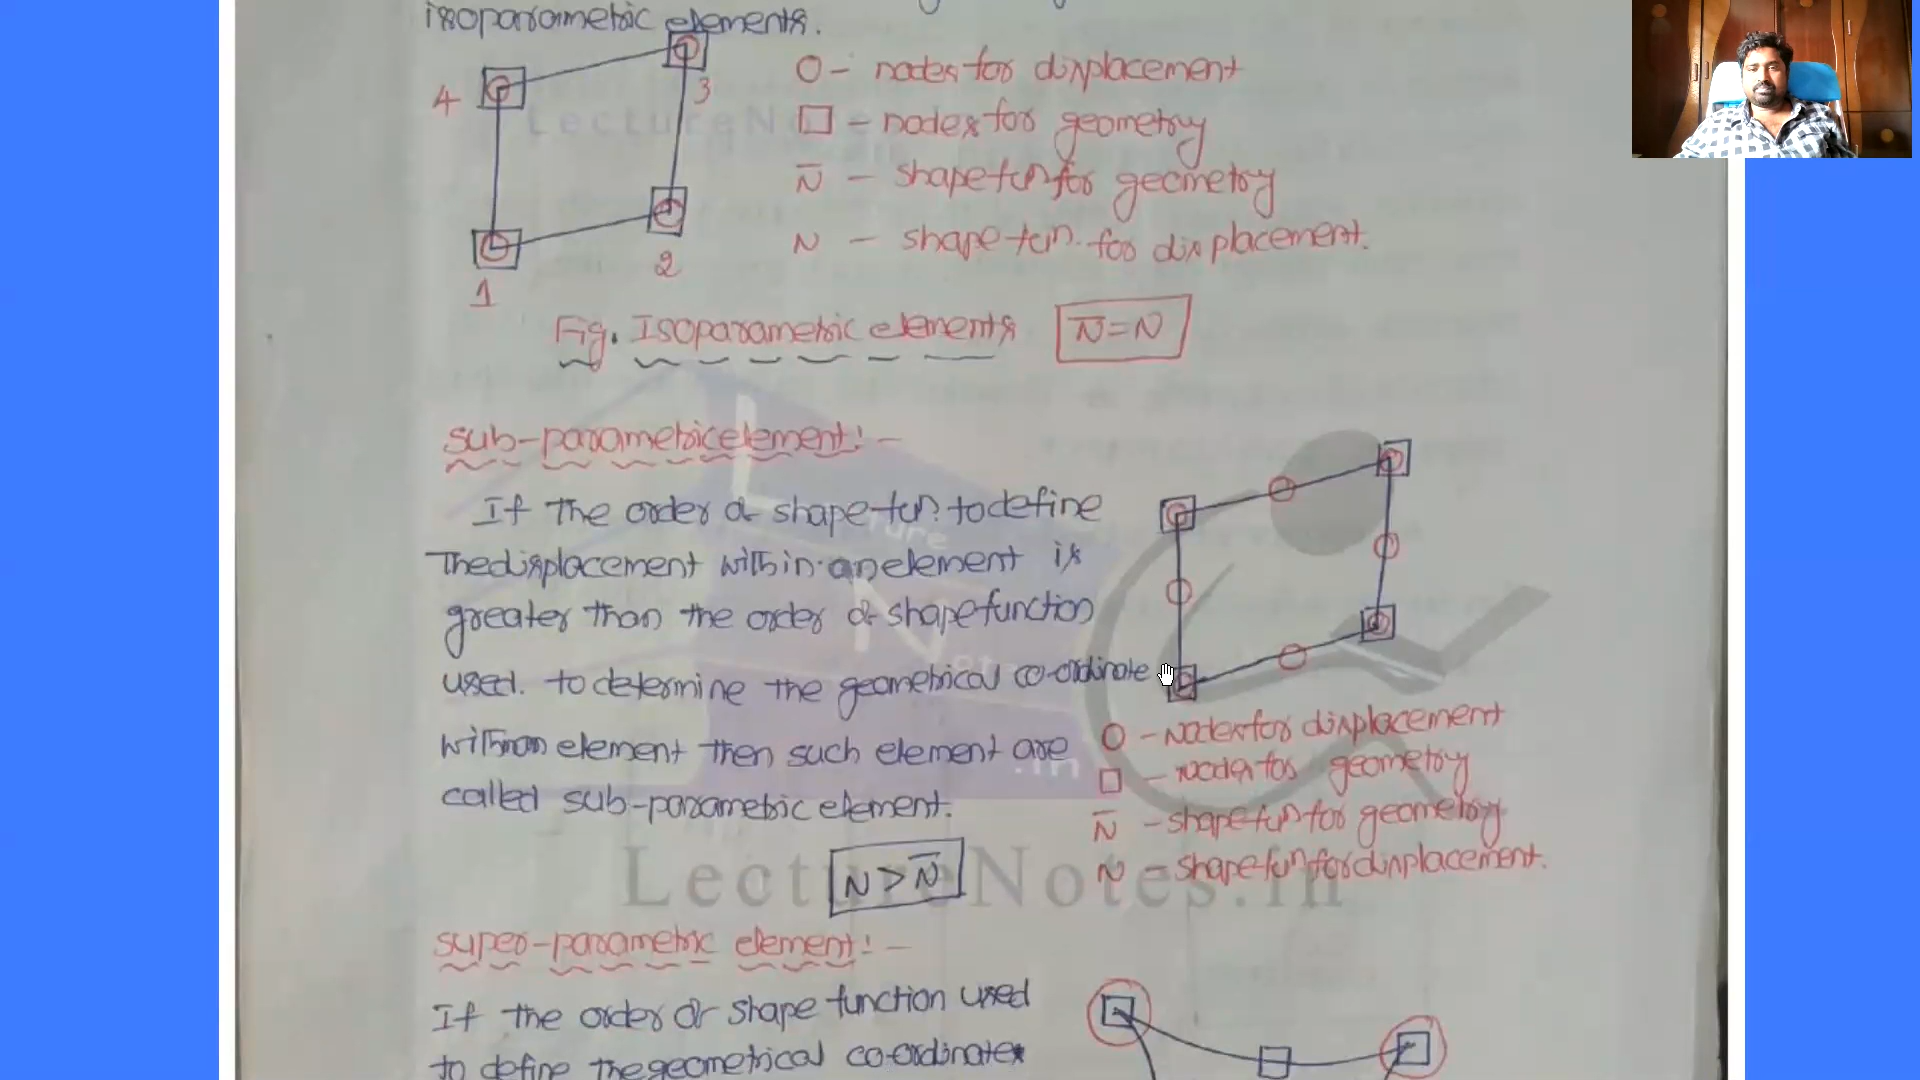 isoparametric elements.
4
3
1
2
O - nodes for displacement
□ - nodes for geometry
N̅ - shape fcn for geometry
N - shape fcn. for displacement.
Fig. Isoparametric elements
N̅ = N
sub-parametric element:-
If the order of shape fcn. to define
The displacement within an element is
greater than the order of shape function
used. to determine the geometrical co-ordinate
element then such element are
called sub-parametric element.
N > N̅
O - Nodes for displacement
□ - nodes for geometry
N̅ - shape fun for geometry
N - shape fun for displacement.
LectureNotes.in
super-parametric element:-
If the order of shape function used
to define the geometrical co-ordinates